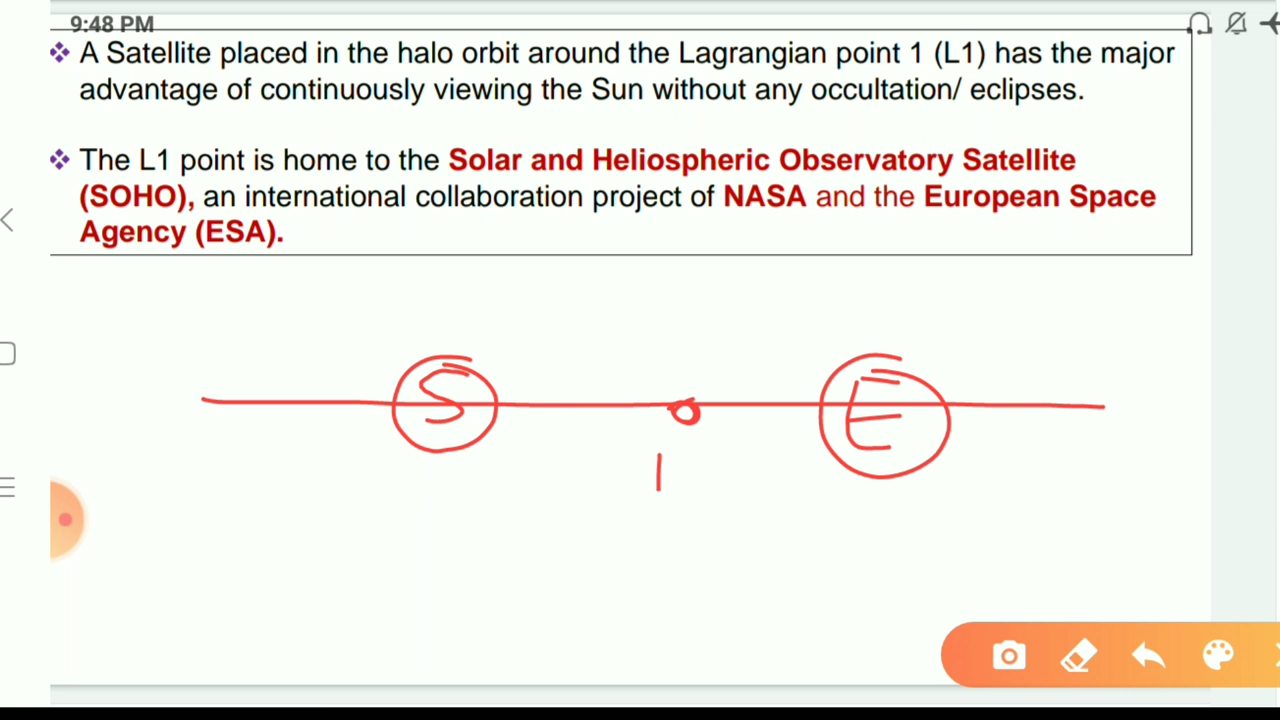 9:48 PM
❖ A Satellite placed in the halo orbit around the Lagrangian point 1 (L1) has the major
advantage of continuously viewing the Sun without any occultation/ eclipses.
❖ The L1 point is home to the Solar and Heliospheric Observatory Satellite
(SOHO), an international collaboration project of NASA and the European Space
Agency (ESA).
S E
1